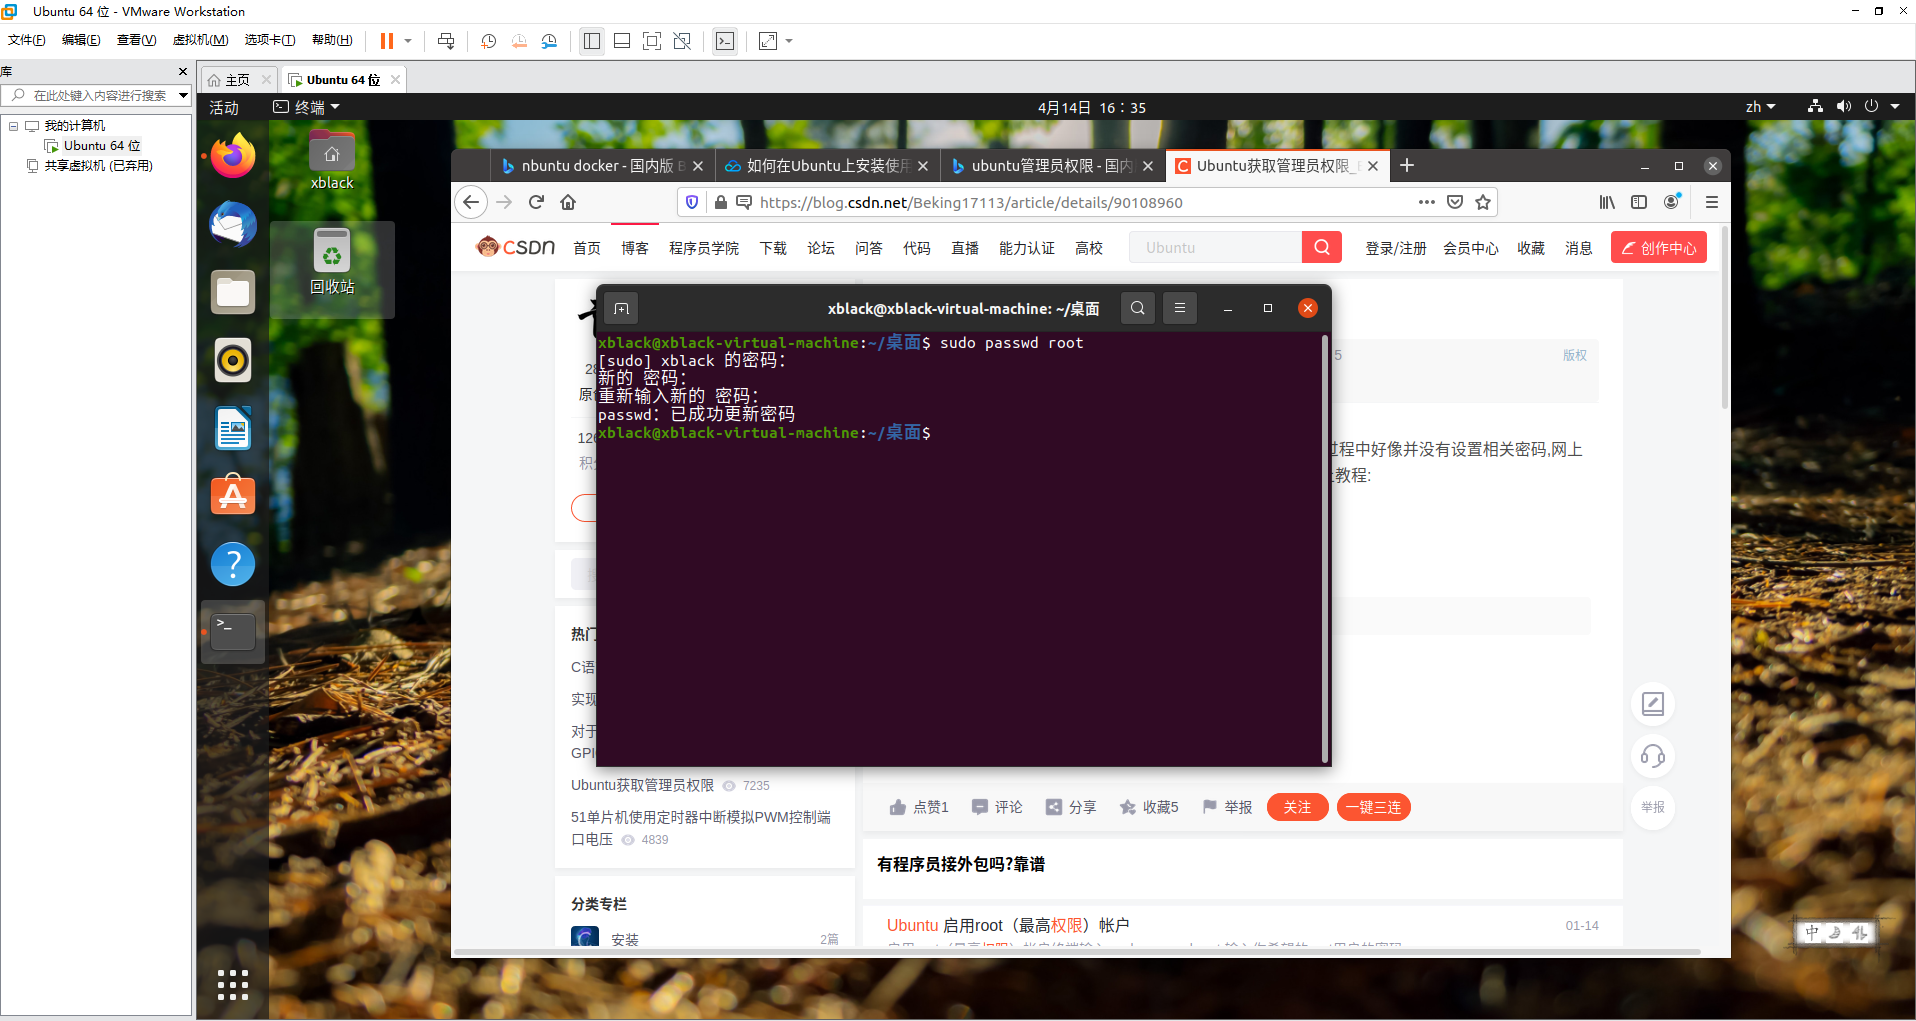 Ubuntu 64 位 - VMware Workstation
文件(F) 编辑(E) 查看(V) 虚拟机(M) 选项卡(T) 帮助(H)
库
在此处键入内容进行搜索
我的计算机
Ubuntu 64 位
共享虚拟机 (已弃用)
主页
Ubuntu 64 位
活动
终端
4月14日 16：35
zh
xblack
回收站
nbuntu docker - 国内版 B
如何在Ubuntu上安装使用
ubuntu管理员权限 - 国内
Ubuntu获取管理员权限_
https://blog.csdn.net/Beking17113/article/details/90108960
CSDN 首页 博客 程序员学院 下载 论坛 问答 代码 直播 能力认证 高校
Ubuntu
登录/注册 会员中心 收藏 消息 创作中心
xblack@xblack-virtual-machine: ~/桌面
xblack@xblack-virtual-machine:~/桌面$ sudo passwd root
[sudo] xblack 的密码：
新的 密码：
重新输入新的 密码：
passwd：已成功更新密码
xblack@xblack-virtual-machine:~/桌面$
28
原
126
积
5
版权
过程中好像并没有设置相关密码,网上
教程:
热门
C语
实现
对于
GPI
Ubuntu获取管理员权限 7235
51单片机使用定时器中断模拟PWM控制端
口电压 4839
分类专栏
安装 2篇
点赞1 评论 分享 收藏5 举报 关注 一键三连
有程序员接外包吗?靠谱
Ubuntu 启用root（最高权限）帐户 01-14
举报
>_
中